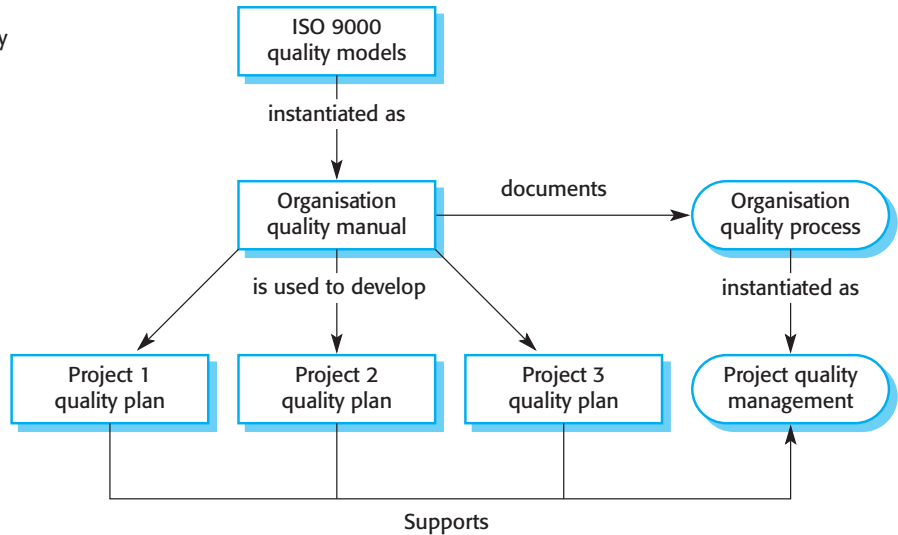 y
ISO 9000
quality models
instantiated as
Organisation
quality manual
documents
Organisation
quality process
is used to develop
instantiated as
Project 1
quality plan
Project 2
quality plan
Project 3
quality plan
Project quality
management
Supports